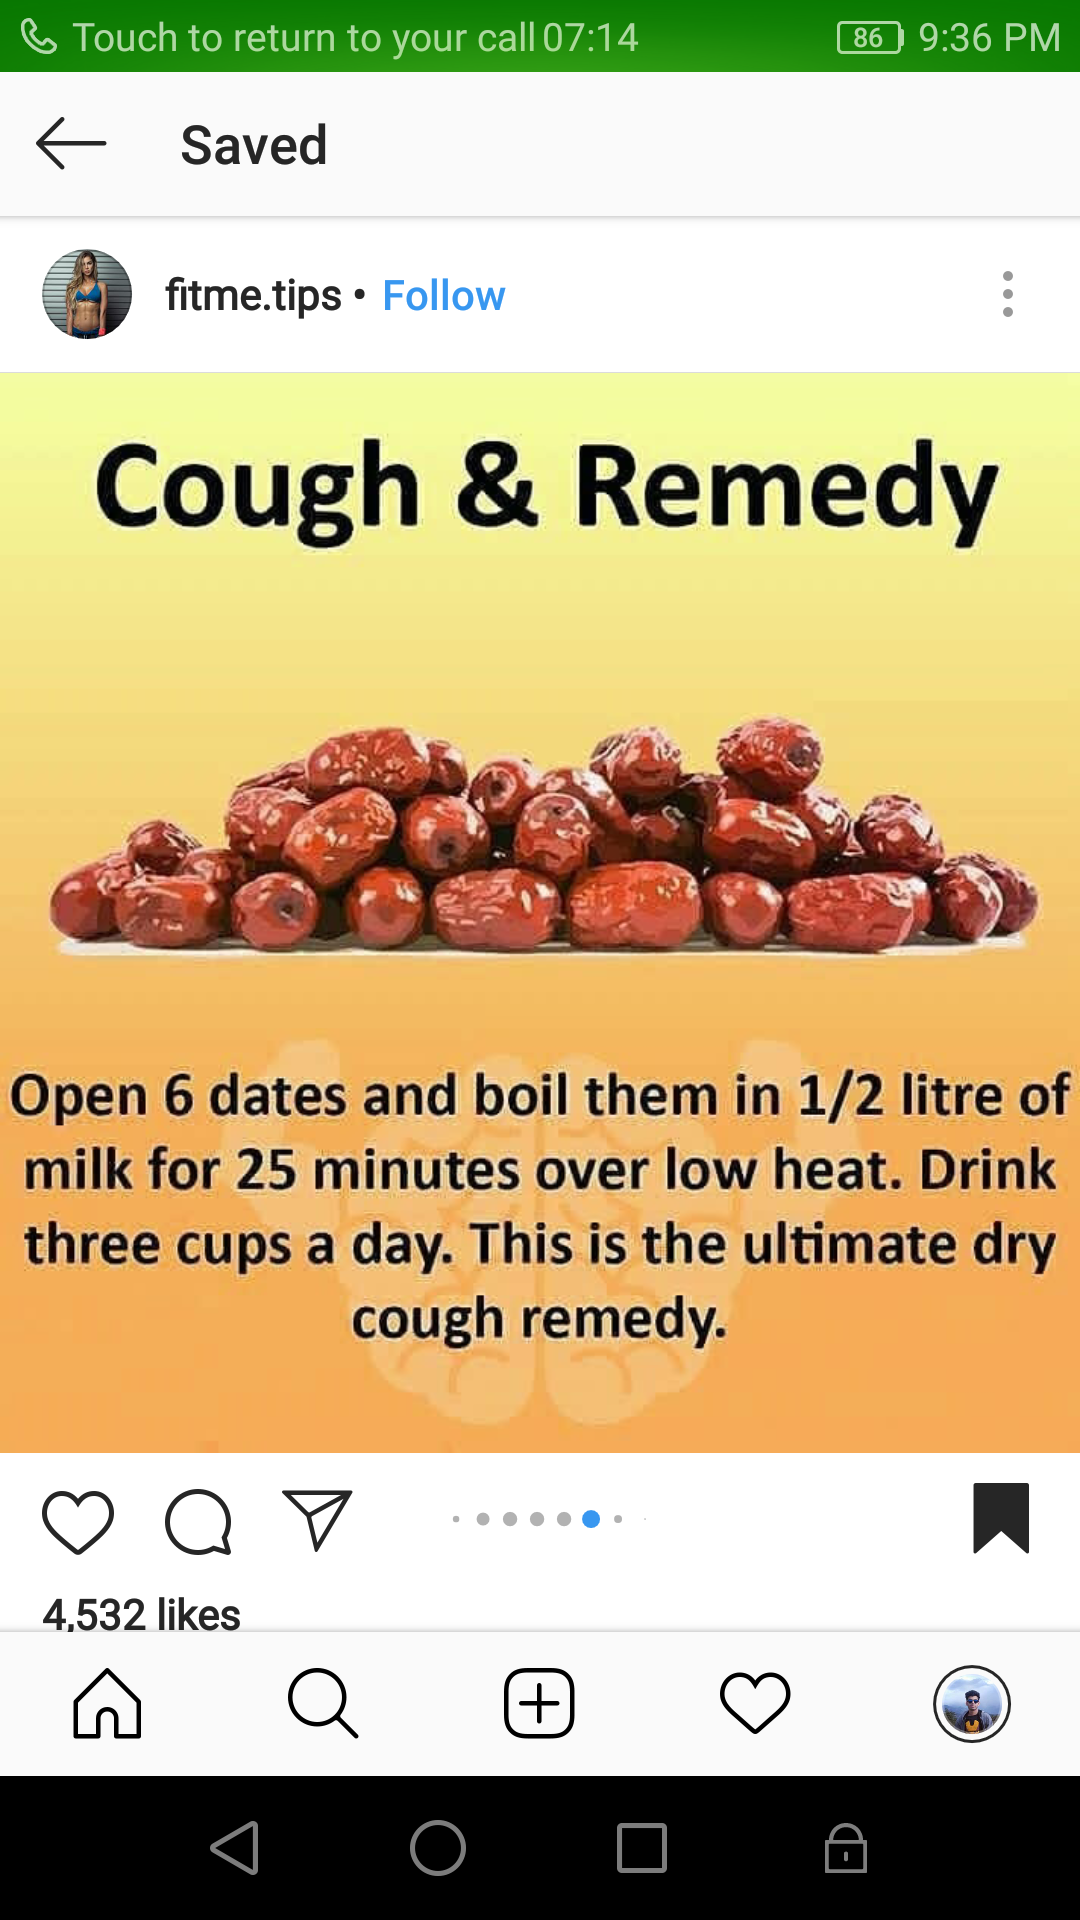 Touch to return to your call 07:14 86 9:36 PM
Saved
fitme.tips • Follow
Cough & Remedy
Open 6 dates and boil them in 1/2 litre of
milk for 25 minutes over low heat. Drink
three cups a day. This is the ultimate dry
cough remedy.
4,532 likes